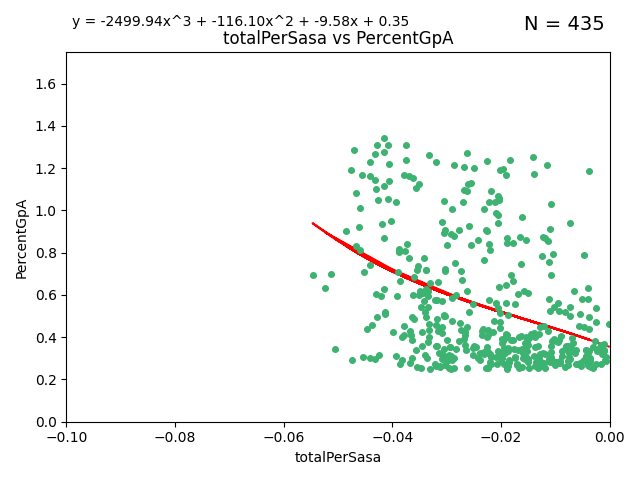 y = -2499.94x^3 + -116.10x^2 + -9.58x + 0.35
N = 435
totalPerSasa vs PercentGpA
1.6
1.4
1.2
1.0
0.8
0.6
0.4
0.2
0.0
PercentGpA
−0.10 −0.08 −0.06 −0.04 −0.02 0.00
totalPerSasa